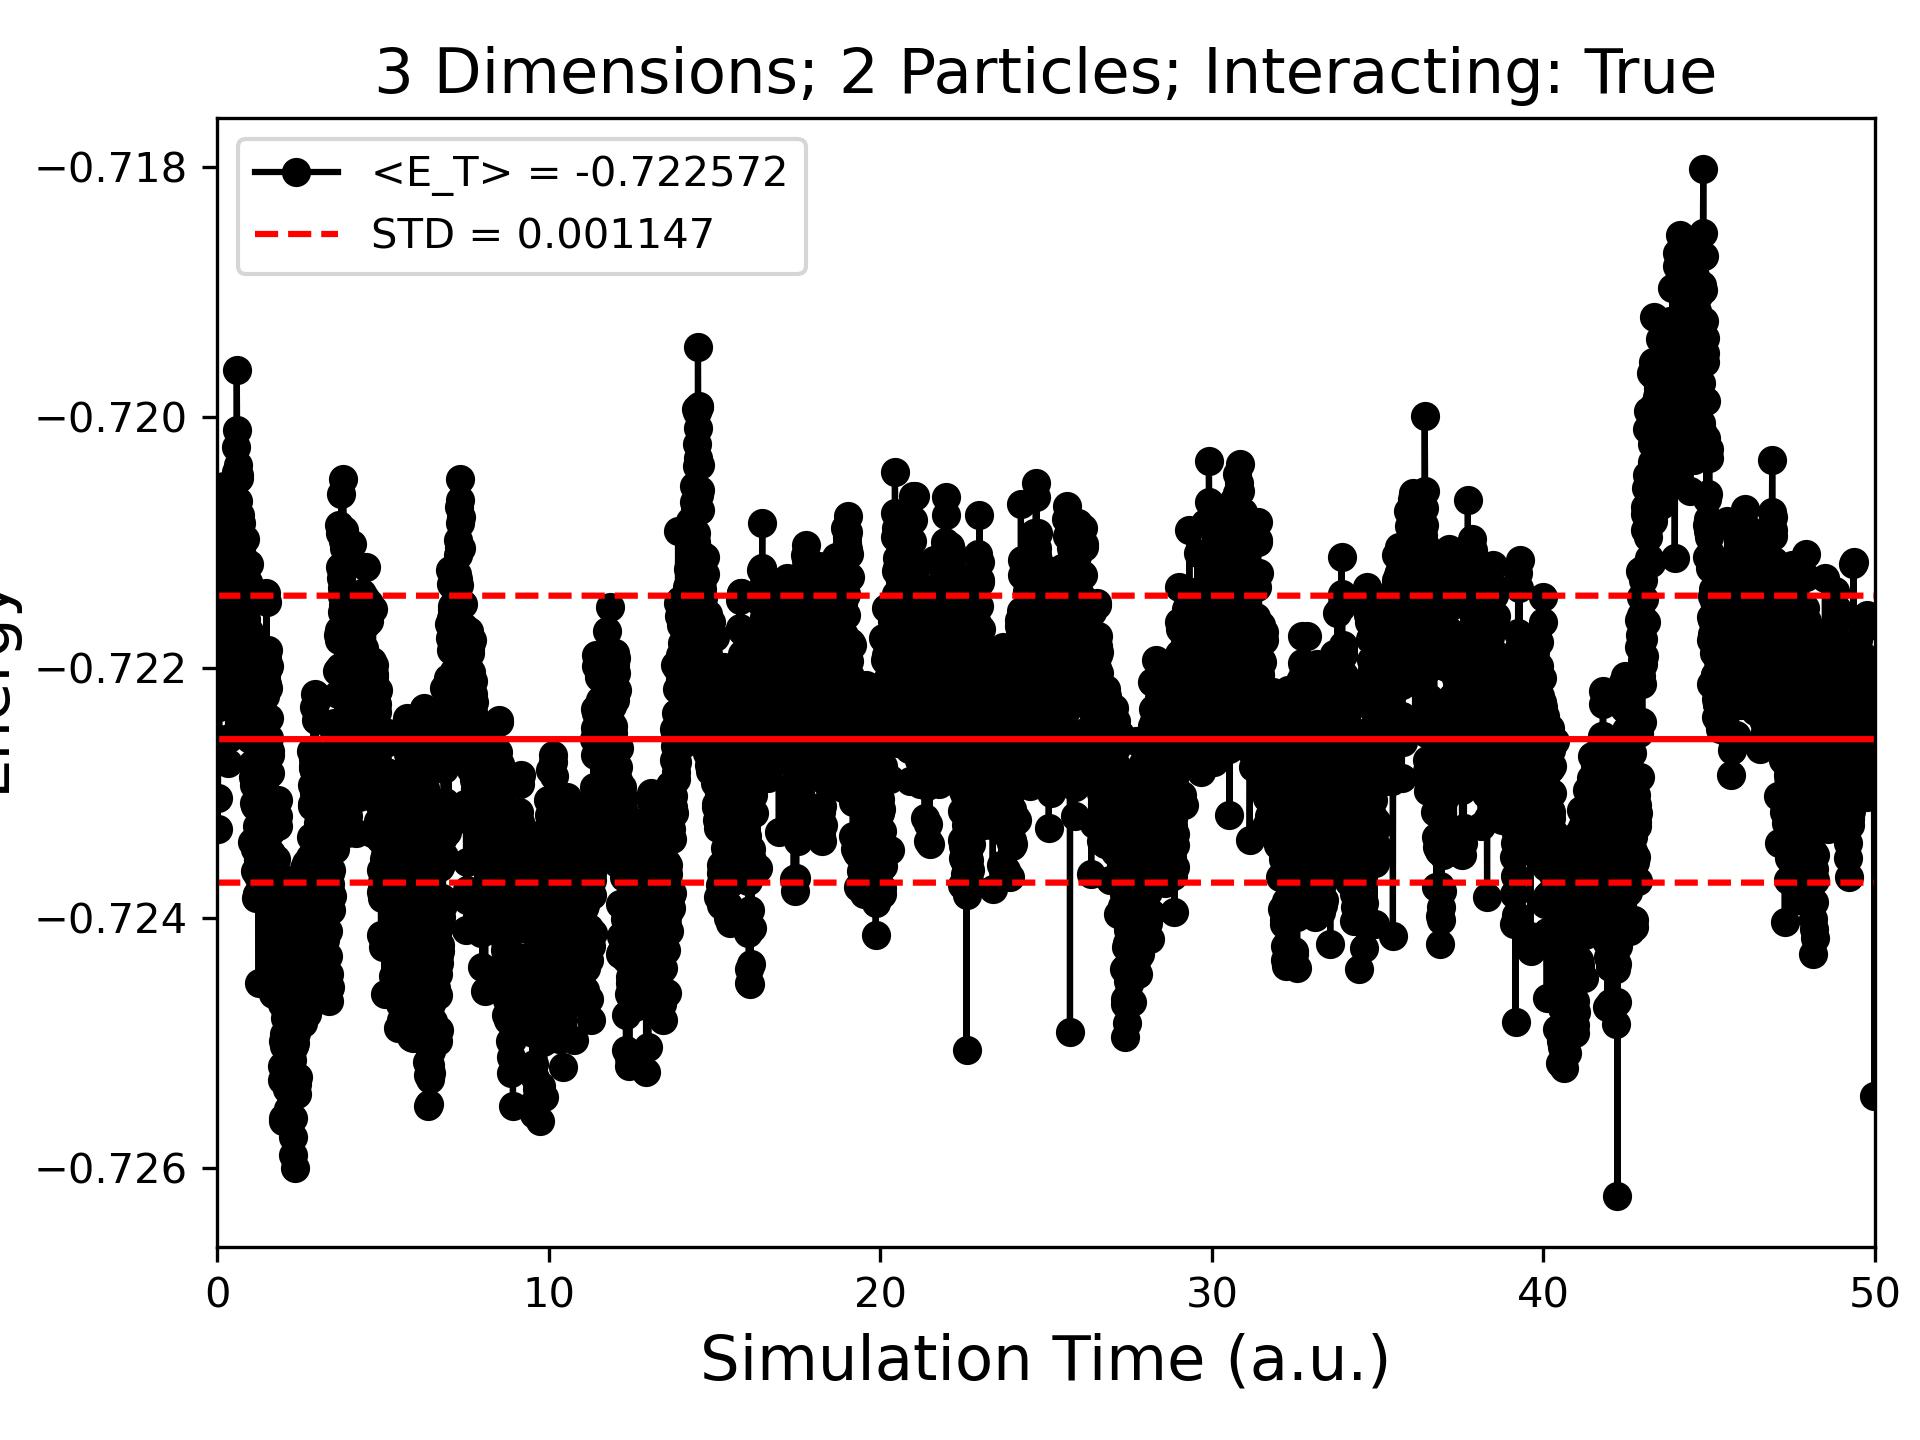 3 Dimensions; 2 Particles; Interacting: True
<E_T> = -0.722572
STD = 0.001147
−0.718
−0.720
−0.722
−0.724
−0.726
Energy
0 10 20 30 40 50
Simulation Time (a.u.)